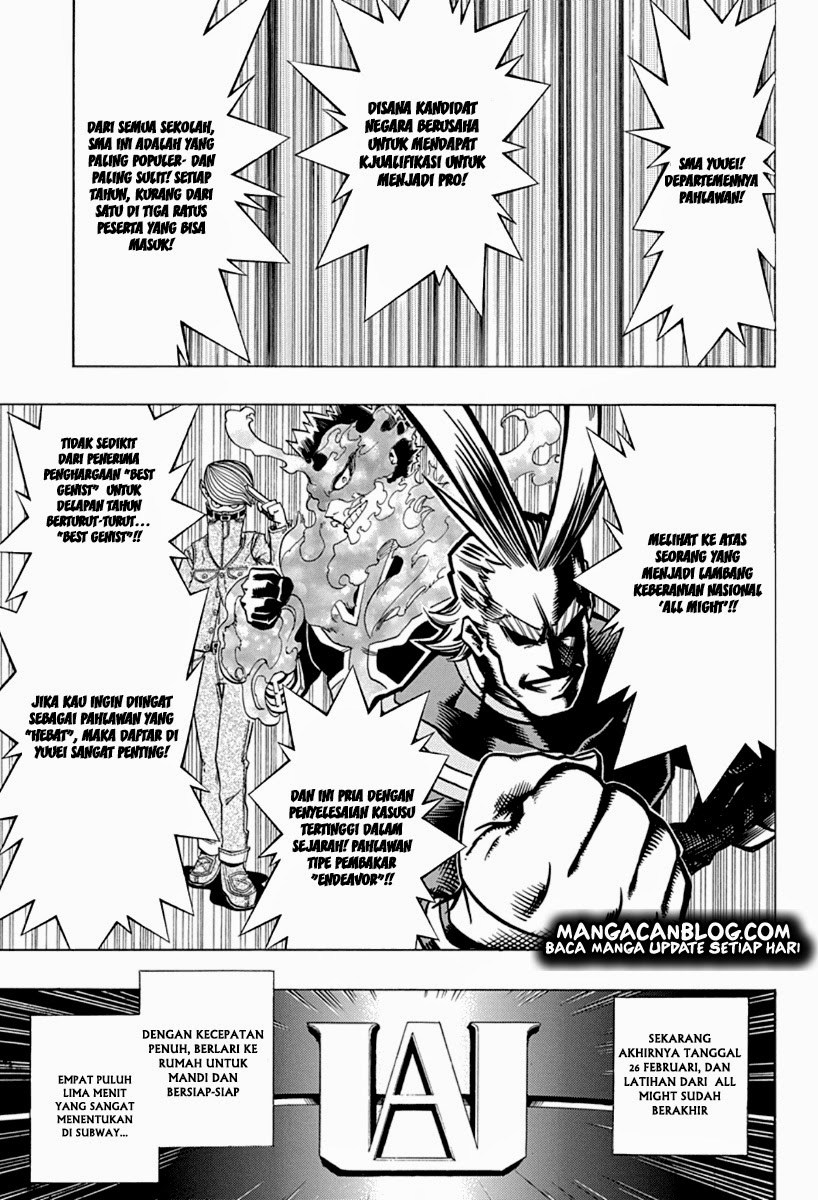 SMA YUUEI!
DEPARTEMENNYA
PAHLAWAN!
DISANA KANDIDAT
NEGARA BERUSAHA
UNTUK MENDAPAT
KJUALIFIKASI UNTUK
MENJADI PRO!
DARI SEMUA SEKOLAH,
SMA INI ADALAH YANG
PALING POPULER- DAN
PALING SULIT! SETIAP
TAHUN, KURANG DARI
SATU DI TIGA RATUS
PESERTA YANG BISA
MASUK!
MELIHAT KE ATAS
SEORANG YANG
MENJADI LAMBANG
KEBERANIAN NASIONAL
'ALL MIGHT'!!
DAN INI PRIA DENGAN
PENYELESAIAN KASUSU
TERTINGGI DALAM
SEJARAH! PAHLAWAN
TIPE PEMBAKAR
"ENDEAVOR"!!
TIDAK SEDIKIT
DARI PENERIMA
PENGHARGAAN "BEST
GENIST" UNTUK
DELAPAN TAHUN
BERTURUT-TURUT...
"BEST GENIST"!!
JIKA KAU INGIN DIINGAT
SEBAGAI PAHLAWAN YANG
"HEBAT", MAKA DAFTAR DI
YUUEI SANGAT PENTING!
MANGACANBLOG.COM
BACA MANGA UPDATE SETIAP HARI
SEKARANG
AKHIRNYA TANGGAL
26 FEBRUARI, DAN
LATIHAN DARI ALL
MIGHT SUDAH
BERAKHIR
UA
DENGAN KECEPATAN
PENUH, BERLARI KE
RUMAH UNTUK
MANDI DAN
BERSIAP-SIAP
EMPAT PULUH
LIMA MENIT
YANG SANGAT
MENENTUKAN
DI SUBWAY...